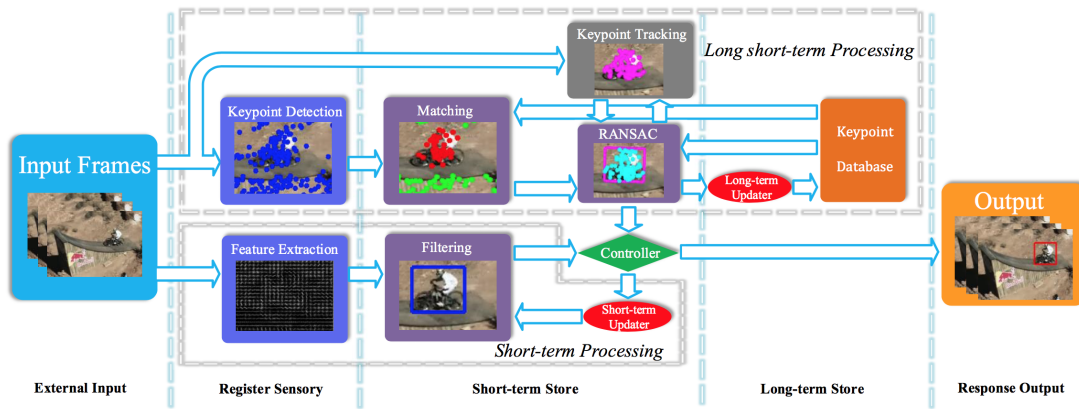 Keypoint Tracking
Long short-term Processing
Keypoint Detection
Matching
RANSAC
Keypoint
Database
Input Frames
Long-term
Updater
Output
Feature Extraction
Filtering
Controller
Short-term
Updater
Short-term Processing
External Input
Register Sensory
Short-term Store
Long-term Store
Response Output